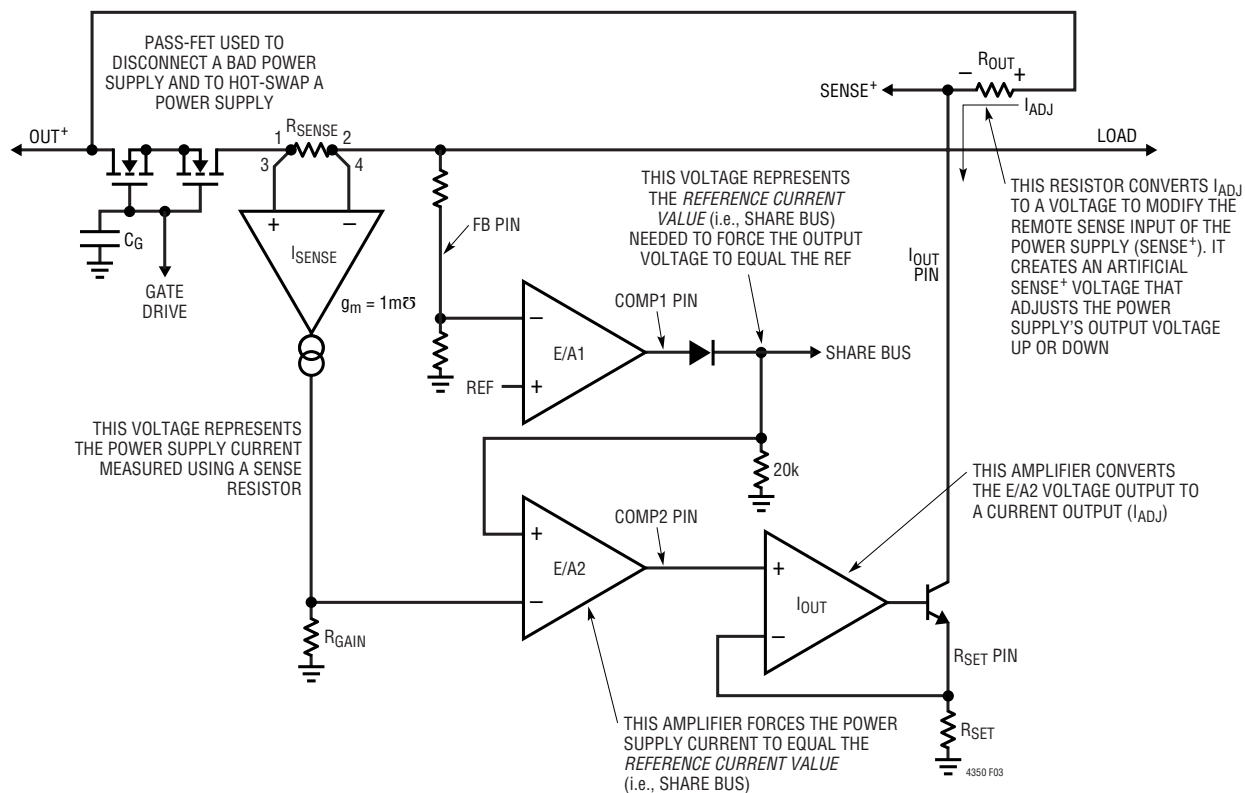 PASS-FET USED TO
DISCONNECT A BAD POWER
SUPPLY AND TO HOT-SWAP A
POWER SUPPLY
− ROUT +
SENSE+
IADJ
OUT+
1 RSENSE 2
3 4
LOAD
+ −
ISENSE
CG
GATE
DRIVE
gm = 1m℧
FB PIN
THIS VOLTAGE REPRESENTS
THE REFERENCE CURRENT
VALUE (i.e., SHARE BUS)
NEEDED TO FORCE THE OUTPUT
VOLTAGE TO EQUAL THE REF
IOUT
PIN
THIS RESISTOR CONVERTS IADJ
TO A VOLTAGE TO MODIFY THE
REMOTE SENSE INPUT OF THE
POWER SUPPLY (SENSE+). IT
CREATES AN ARTIFICIAL
SENSE+ VOLTAGE THAT
ADJUSTS THE POWER
SUPPLY'S OUTPUT VOLTAGE
UP OR DOWN
COMP1 PIN
−
E/A1
+
REF
SHARE BUS
20k
THIS VOLTAGE REPRESENTS
THE POWER SUPPLY CURRENT
MEASURED USING A SENSE
RESISTOR
THIS AMPLIFIER CONVERTS
THE E/A2 VOLTAGE OUTPUT TO
A CURRENT OUTPUT (IADJ)
COMP2 PIN
+
E/A2
−
+
IOUT
−
RGAIN
RSET PIN
RSET
THIS AMPLIFIER FORCES THE POWER
SUPPLY CURRENT TO EQUAL THE
REFERENCE CURRENT VALUE
(i.e., SHARE BUS)
4350 F03